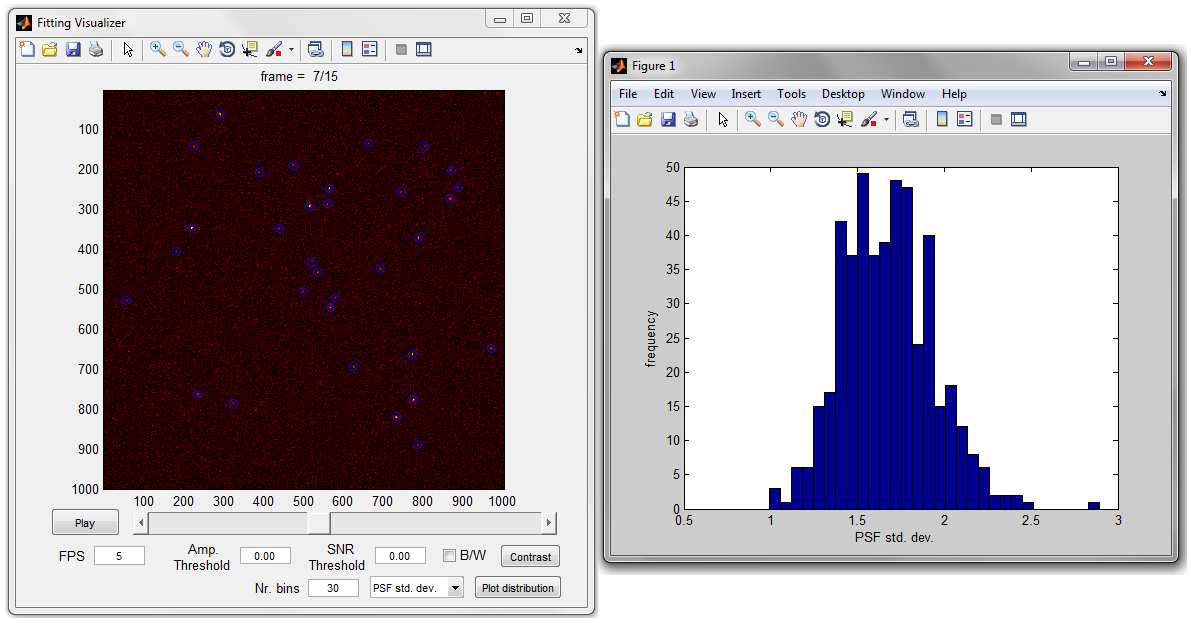 Fitting Visualizer
frame = 7/15
100
200
300
400
500
600
700
800
900
1000
100 200 300 400 500 600 700 800 900 1000
Play
FPS 5 Amp. Threshold 0.00 SNR Threshold 0.00 B/W Contrast
Nr. bins 30 PSF std. dev. Plot distribution
Figure 1
File Edit View Insert Tools Desktop Window Help
50
45
40
35
30
25
20
15
10
5
0
frequency
0.5 1 1.5 2 2.5 3
PSF std. dev.